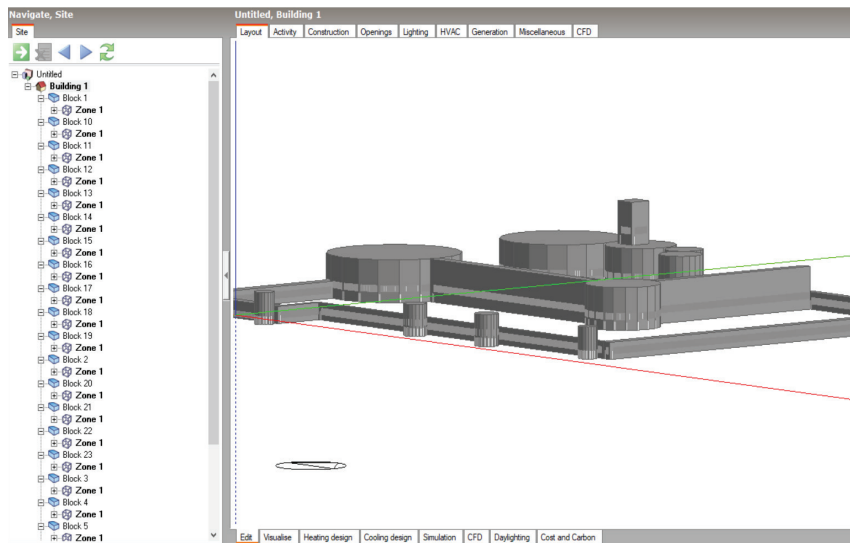 Navigate, Site
Untitled, Building 1
Site
Layout Activity Construction Openings Lighting HVAC Generation Miscellaneous CFD
Untitled
Building 1
Block 1
Zone 1
Block 10
Zone 1
Block 11
Zone 1
Block 12
Zone 1
Block 13
Zone 1
Block 14
Zone 1
Block 15
Zone 1
Block 16
Zone 1
Block 17
Zone 1
Block 18
Zone 1
Block 19
Zone 1
Block 2
Zone 1
Block 20
Zone 1
Block 21
Zone 1
Block 22
Zone 1
Block 23
Zone 1
Block 3
Zone 1
Block 4
Zone 1
Block 5
Zone 1
Edit Visualise Heating design Cooling design Simulation CFD Daylighting Cost and Carbon